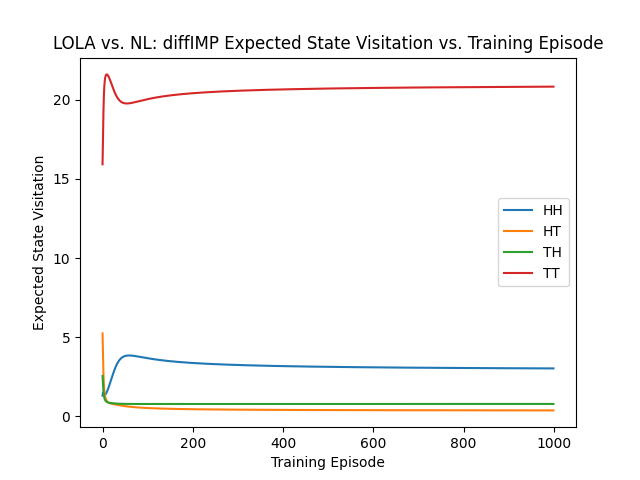 LOLA vs. NL: diffIMP Expected State Visitation vs. Training Episode
Expected State Visitation
20
15
10
5
0
HH
HT
TH
TT
0 200 400 600 800 1000
Training Episode